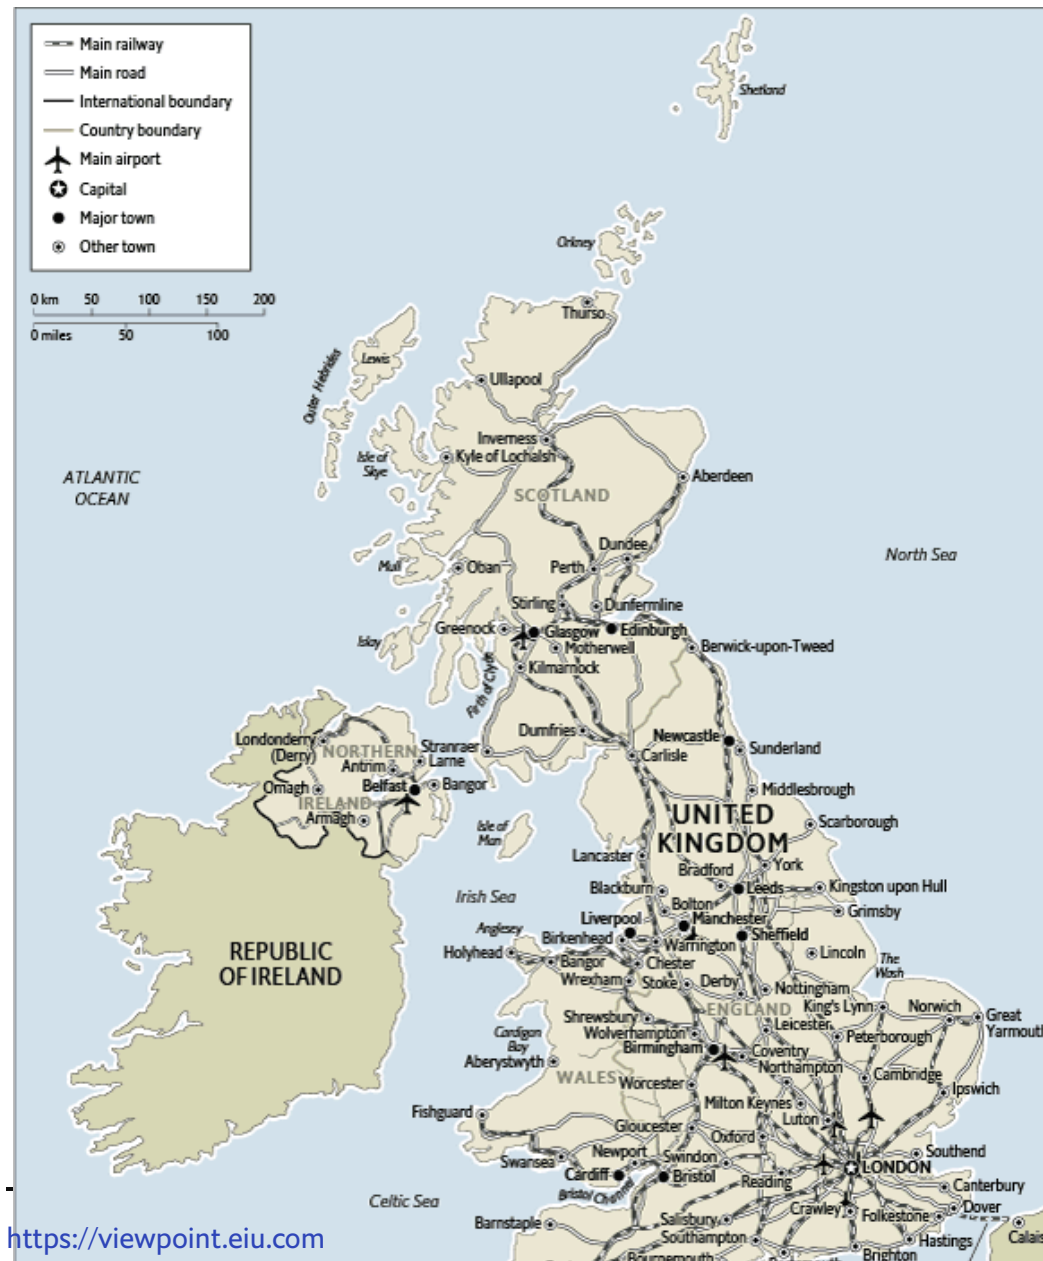 Main railway
Main road
International boundary
Country boundary
Main airport
Capital
Major town
Other town
0 km 50 100 150 200
0 miles 50 100
Shetland
Orkney
Thurso
Lewis
Outer Hebrides
Ullapool
Inverness
Isle of
Skye
Kyle of Lochalsh
Aberdeen
ATLANTIC
OCEAN
SCOTLAND
North Sea
Dundee
Mull
Oban
Perth
Stirling
Dunfermline
Greenock
Glasgow
Edinburgh
Islay
Motherwell
Berwick-upon-Tweed
Kilmarnock
Firth of Clyde
Dumfries
Newcastle
Londonderry
(Derry)
NORTHERN
IRELAND
Stranraer
Larne
Carlisle
Sunderland
Antrim
Omagh
Belfast
Bangor
Middlesbrough
Armagh
UNITED
KINGDOM
Isle of
Man
Scarborough
Lancaster
Bradford
York
Blackburn
Leeds
Kingston upon Hull
Irish Sea
Bolton
Grimsby
Liverpool
Manchester
Anglesey
Birkenhead
Warrington
Sheffield
REPUBLIC
OF IRELAND
Holyhead
Bangor
Chester
Lincoln
The
Wash
Wrexham
Stoke
Derby
Nottingham
ENGLAND
King's Lynn
Norwich
Great
Yarmouth
Shrewsbury
Leicester
Cardigan
Bay
Wolverhampton
Peterborough
Birmingham
Coventry
Aberystwyth
Northampton
WALES
Worcester
Cambridge
Ipswich
Milton Keynes
Fishguard
Luton
Gloucester
Oxford
Newport
Swindon
Southend
Swansea
LONDON
Cardiff
Bristol
Reading
Canterbury
Celtic Sea
Bristol Channel
Crawley
Folkestone
Dover
Barnstaple
Salisbury
Southampton
Hastings
Calais
Bournemouth
Brighton
https://viewpoint.eiu.com